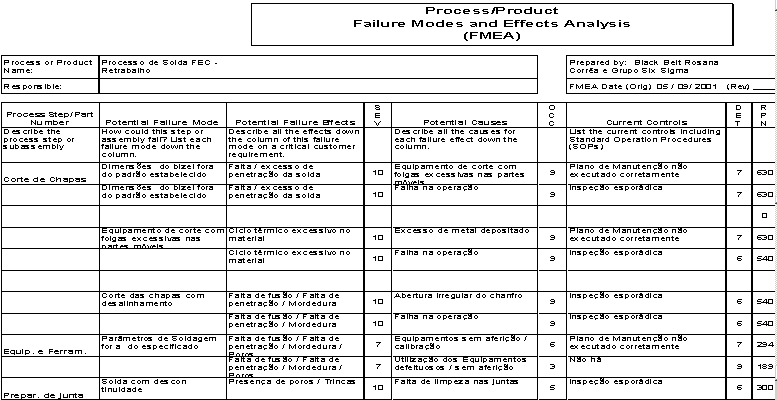 Process/Product
Failure Modes and Effects Analysis
(FMEA)
Process or Product Name: Processo de Solda FEC - Retrabalho
Prepared by: Black Belt Rosana Corrêa e Grupo Six Sigma
Responsible:
FMEA Date (Orig) 05 / 09 / 2001 (Rev)
Process Step/Part Number Potential Failure Mode Potential Failure Effects SEV Potential Causes OCC Current Controls DET RPN
Describe the process step or subassembly How could this step or assembly fail? List each failure mode down the column. Describe all the effects down the column of this failure mode on a critical customer requirement. Describe all the causes for each failure effect down the column. List the current controls including Standard Operation Procedures (SOPs)
Corte de Chapas Dimensões do bizel fora do padrão estabelecido Falta / excesso de penetração da solda 10 Equipamento de corte com folgas excessivas nas partes móveis 9 Plano de Manutenção não executado corretamente 7 630
Dimensões do bizel fora do padrão estabelecido Falta / excesso de penetração da solda 10 Falha na operação 9 Inspeção esporádica 7 630
0
Equipamento de corte com folgas excessivas nas partes móveis Ciclo térmico excessivo no material 10 Excesso de metal depositado 9 Plano de Manutenção não executado corretamente 7 630
Ciclo térmico excessivo no material 10 Falha na operação 9 Inspeção esporádica 6 540
Corte das chapas com desalinhamento Falta de fusão / Falta de penetração / Mordedura 10 Abertura irregular do chanfro 9 Inspeção esporádica 6 540
Falta de fusão / Falta de penetração / Mordedura 10 Falha na operação 9 Inspeção esporádica 6 540
Equip. e Ferram. Parâmetros de Soldagem fora do especificado Falta de fusão / Falta de penetração / Mordedura / Poros 7 Equipamentos sem aferição / calibração 6 Plano de Manutenção não executado corretamente 7 294
Falta de fusão / Falta de penetração / Mordedura / Poros 7 Utilização dos Equipamentos defeituosos / sem aferição 3 Não há 9 189
Prepar. de junta Solda com descon tinuidade Presença de poros / Trincas 10 Falta de limpeza nas juntas 5 Inspeção esporádica 6 300